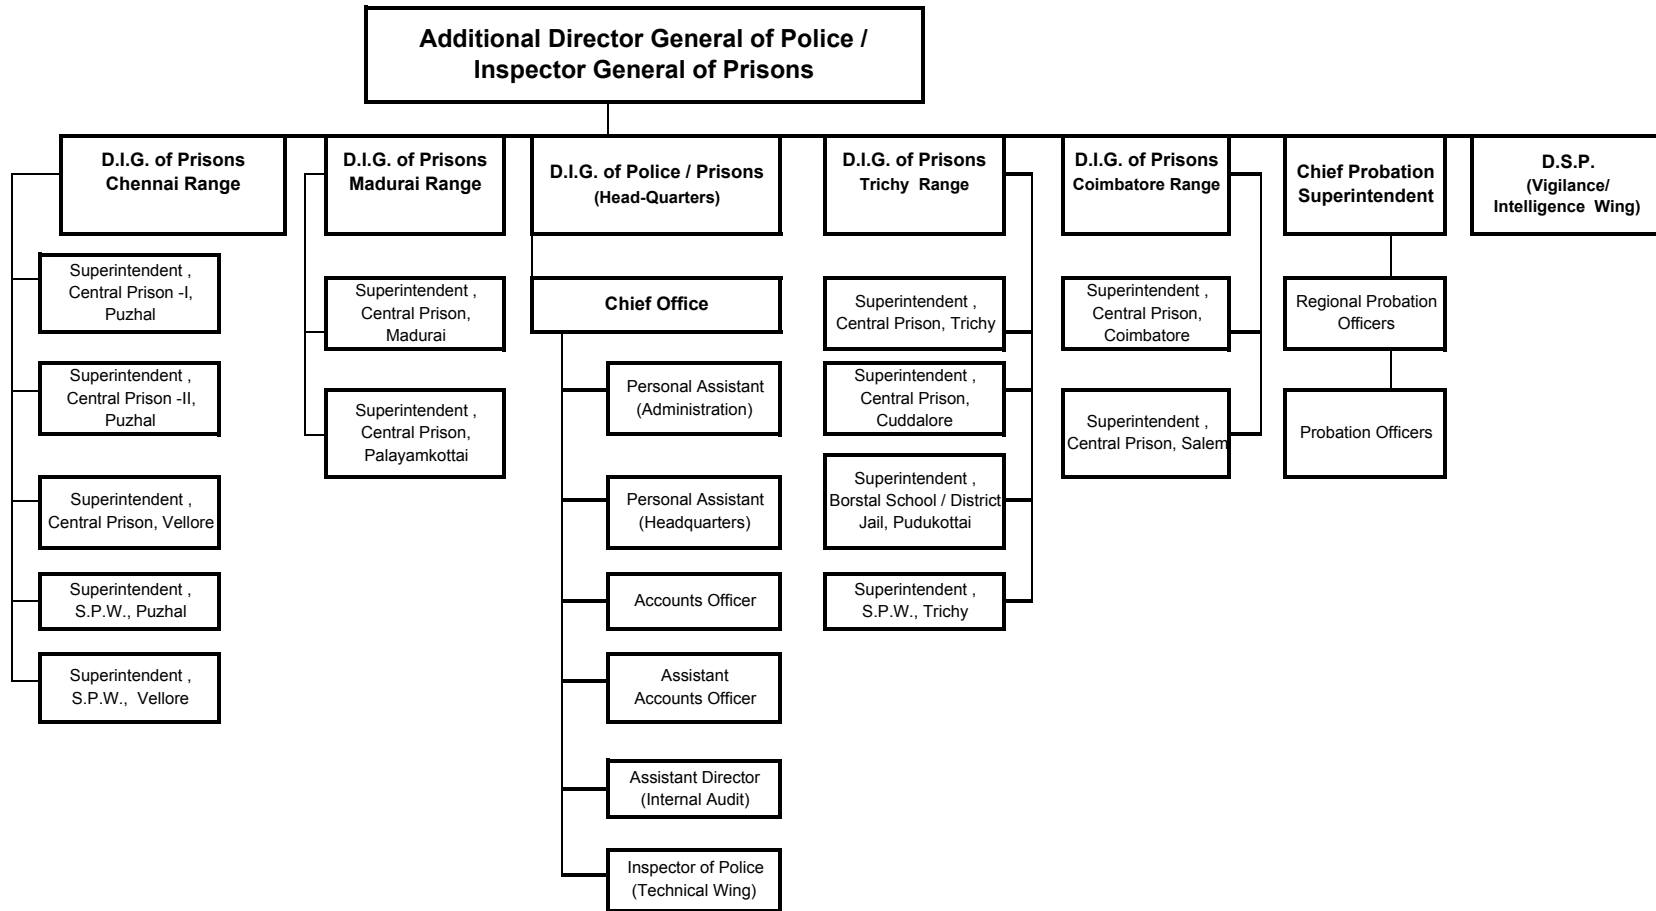 Additional Director General of Police /
Inspector General of Prisons
D.I.G. of Prisons
Chennai Range
D.I.G. of Prisons
Madurai Range
D.I.G. of Police / Prisons
(Head-Quarters)
D.I.G. of Prisons
Trichy Range
D.I.G. of Prisons
Coimbatore Range
Chief Probation
Superintendent
D.S.P.
(Vigilance/
Intelligence Wing)
Superintendent ,
Central Prison -I,
Puzhal
Superintendent ,
Central Prison -II,
Puzhal
Superintendent ,
Central Prison, Vellore
Superintendent ,
S.P.W., Puzhal
Superintendent ,
S.P.W., Vellore
Superintendent ,
Central Prison,
Madurai
Superintendent ,
Central Prison,
Palayamkottai
Chief Office
Personal Assistant
(Administration)
Personal Assistant
(Headquarters)
Accounts Officer
Assistant
Accounts Officer
Assistant Director
(Internal Audit)
Inspector of Police
(Technical Wing)
Superintendent ,
Central Prison, Trichy
Superintendent ,
Central Prison,
Cuddalore
Superintendent ,
Borstal School / District
Jail, Pudukottai
Superintendent ,
S.P.W., Trichy
Superintendent ,
Central Prison,
Coimbatore
Superintendent ,
Central Prison, Salem
Regional Probation
Officers
Probation Officers